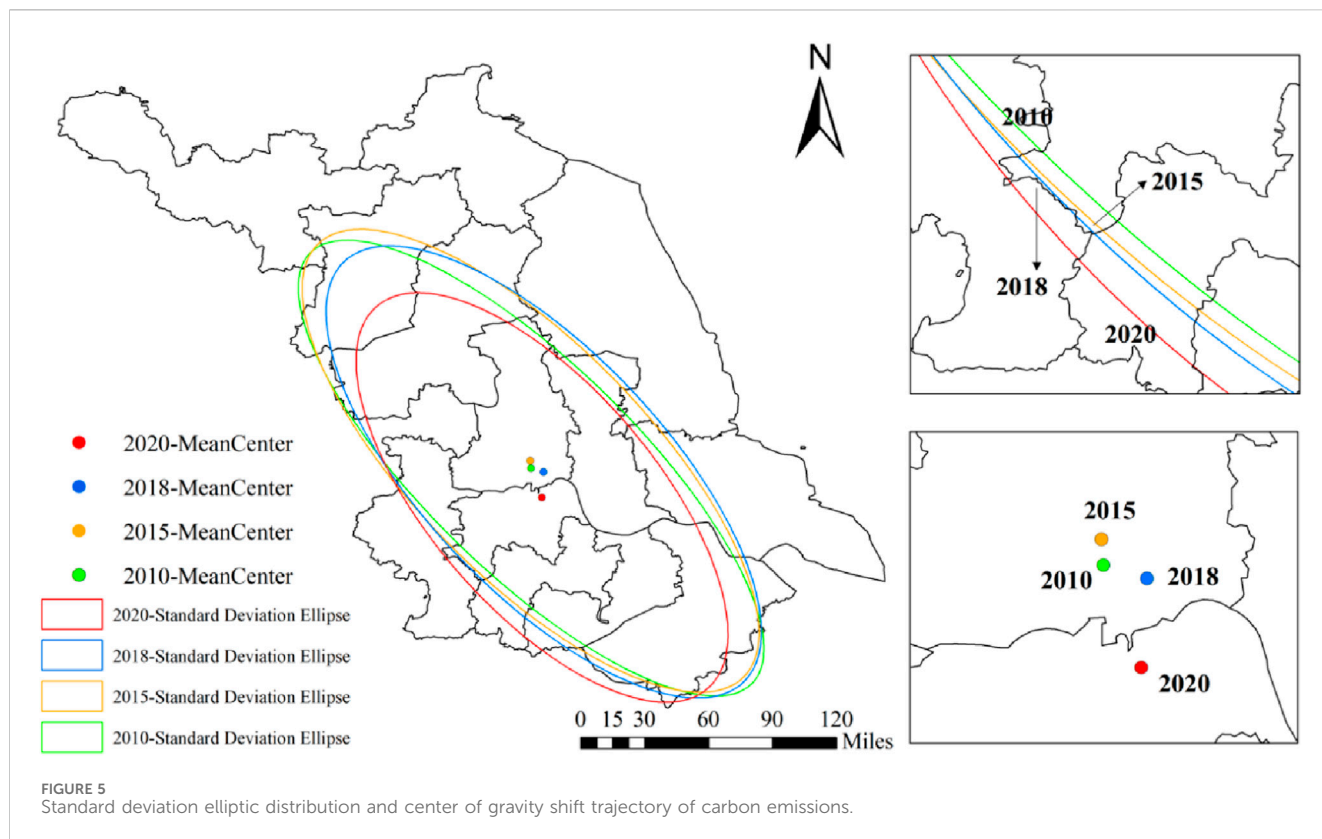 N
2020-MeanCenter
2018-MeanCenter
2015-MeanCenter
2010-MeanCenter
2020-Standard Deviation Ellipse
2018-Standard Deviation Ellipse
2015-Standard Deviation Ellipse
2010-Standard Deviation Ellipse
0 15 30 60 90 120
Miles
2010
2015
2018
2020
2015
2010
2018
2020
FIGURE 5
Standard deviation elliptic distribution and center of gravity shift trajectory of carbon emissions.